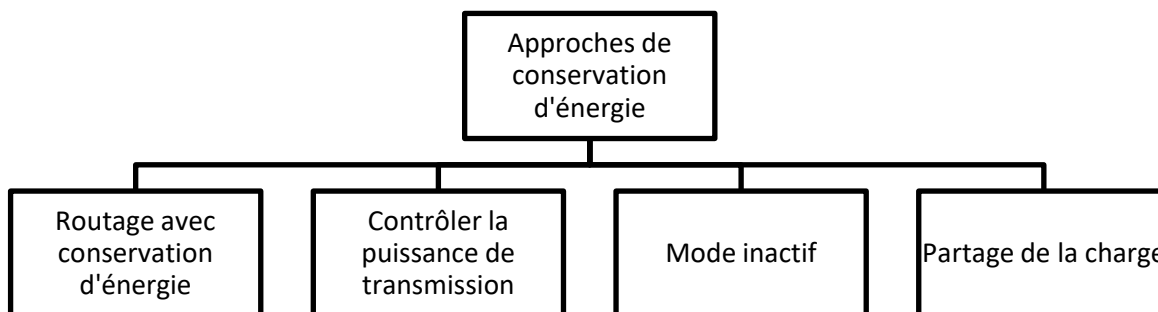 Approches de
conservation
d'énergie
Routage avec
conservation
d'énergie
Contrôler la
puissance de
transmission
Mode inactif
Partage de la charge